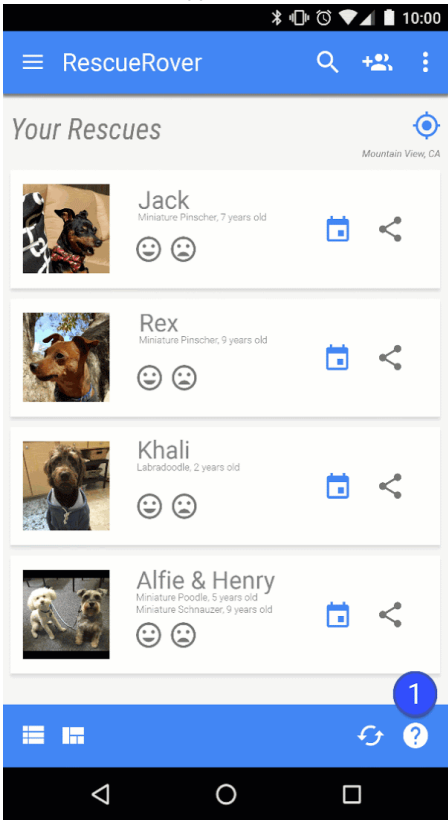 10:00
RescueRover
Your Rescues
Mountain View, CA
Jack
Miniature Pinscher, 7 years old
Rex
Miniature Pinscher, 9 years old
Khali
Labradoodle, 2 years old
Alfie & Henry
Miniature Poodle, 5 years old
Miniature Schnauzer, 9 years old
1
?